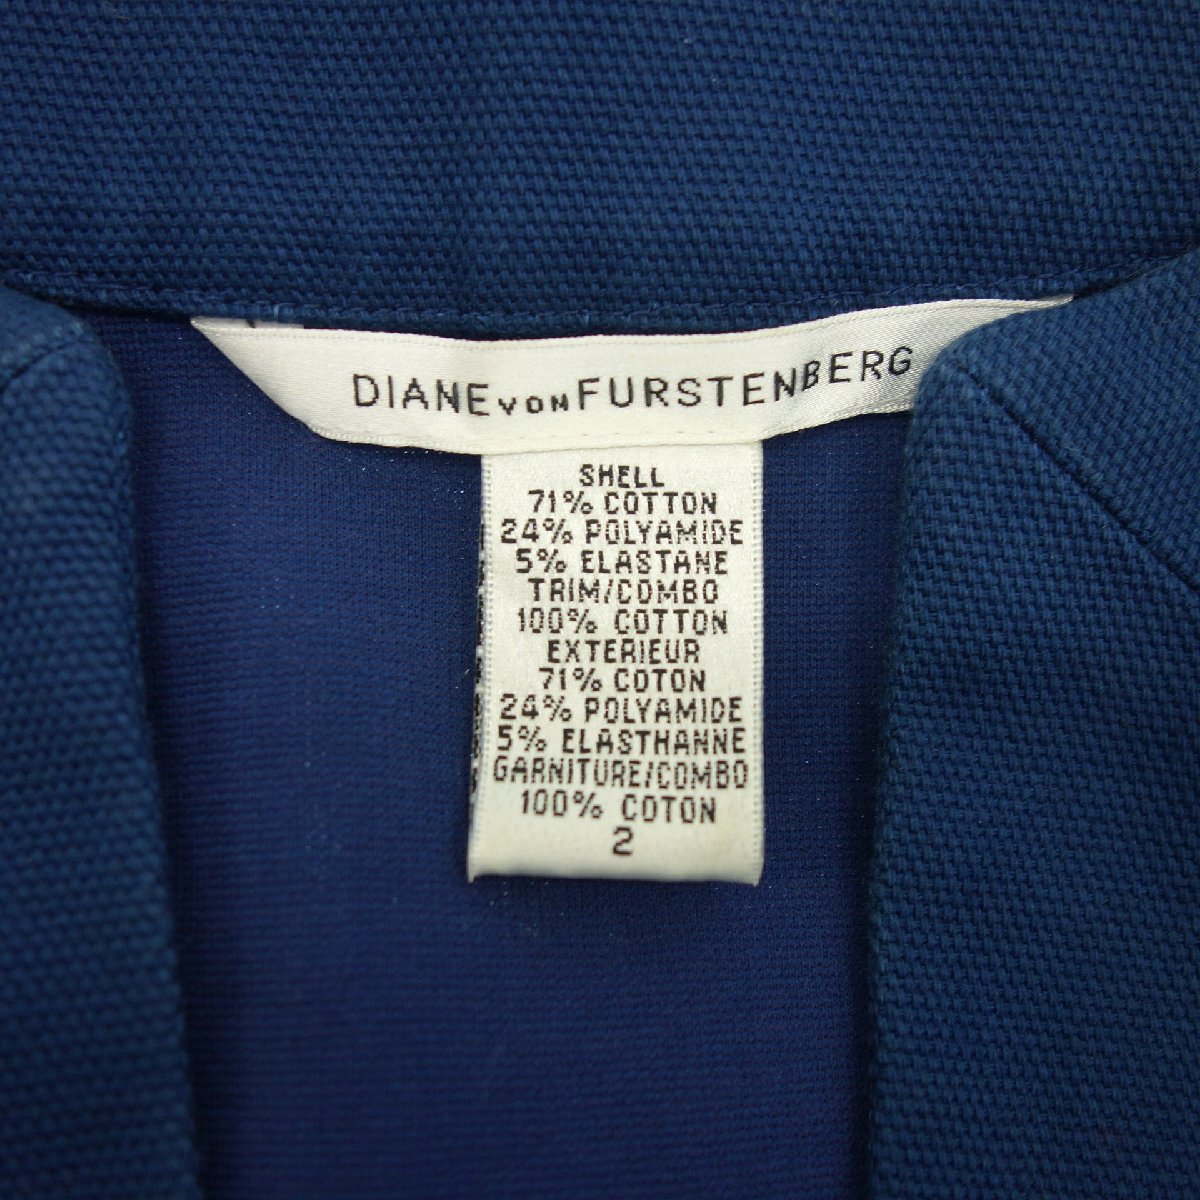 DIANE VON FURSTENBERG
SHELL
71% COTTON
24% POLYAMIDE
5% ELASTANE
TRIM/COMBO
100% COTTON
EXTERIEUR
71% COTON
24% POLYAMIDE
5% ELASTHANNE
GARNITURE/COMBO
100% COTON
2